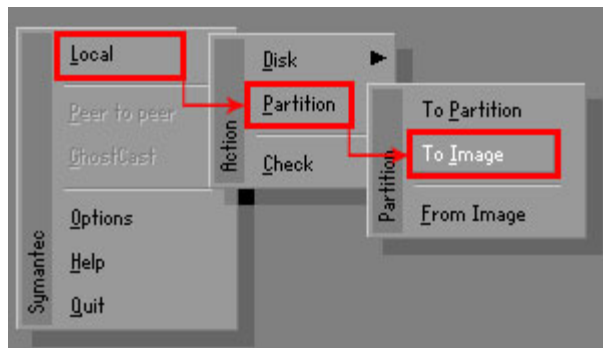 Local
Peer to peer
GhostCast
Options
Help
Quit
Symantec
Disk
Partition
Check
Action
To Partition
To Image
From Image
Partition